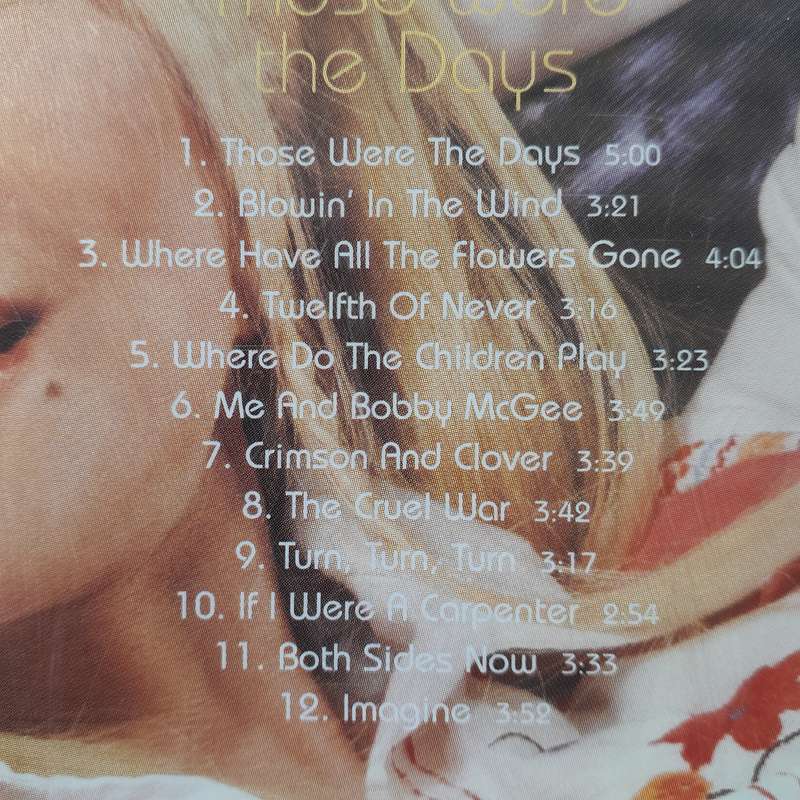 Those Were
the Days
1. Those Were The Days 5:00
2. Blowin' In The Wind 3:21
3. Where Have All The Flowers Gone 4:04
4. Twelfth Of Never 3:16
5. Where Do The Children Play 3:23
6. Me And Bobby McGee 3:49
7. Crimson And Clover 3:39
8. The Cruel War 3:42
9. Turn, Turn, Turn 3:17
10. If I Were A Carpenter 2:54
11. Both Sides Now 3:33
12. Imagine 3:52